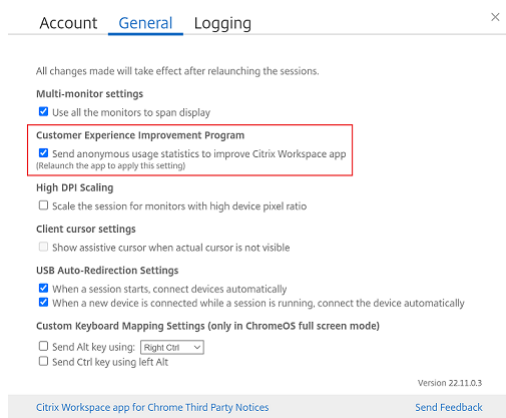 Account General Logging
All changes made will take effect after relaunching the sessions.
Multi-monitor settings
Use all the monitors to span display
Customer Experience Improvement Program
Send anonymous usage statistics to improve Citrix Workspace app
(Relaunch the app to apply this setting)
High DPI Scaling
Scale the session for monitors with high device pixel ratio
Client cursor settings
Show assistive cursor when actual cursor is not visible
USB Auto-Redirection Settings
When a session starts, connect devices automatically
When a new device is connected while a session is running, connect the device automatically
Custom Keyboard Mapping Settings (only in ChromeOS full screen mode)
Send Alt key using: Right Ctrl
Send Ctrl key using left Alt
Version 22.11.0.3
Citrix Workspace app for Chrome Third Party Notices Send Feedback